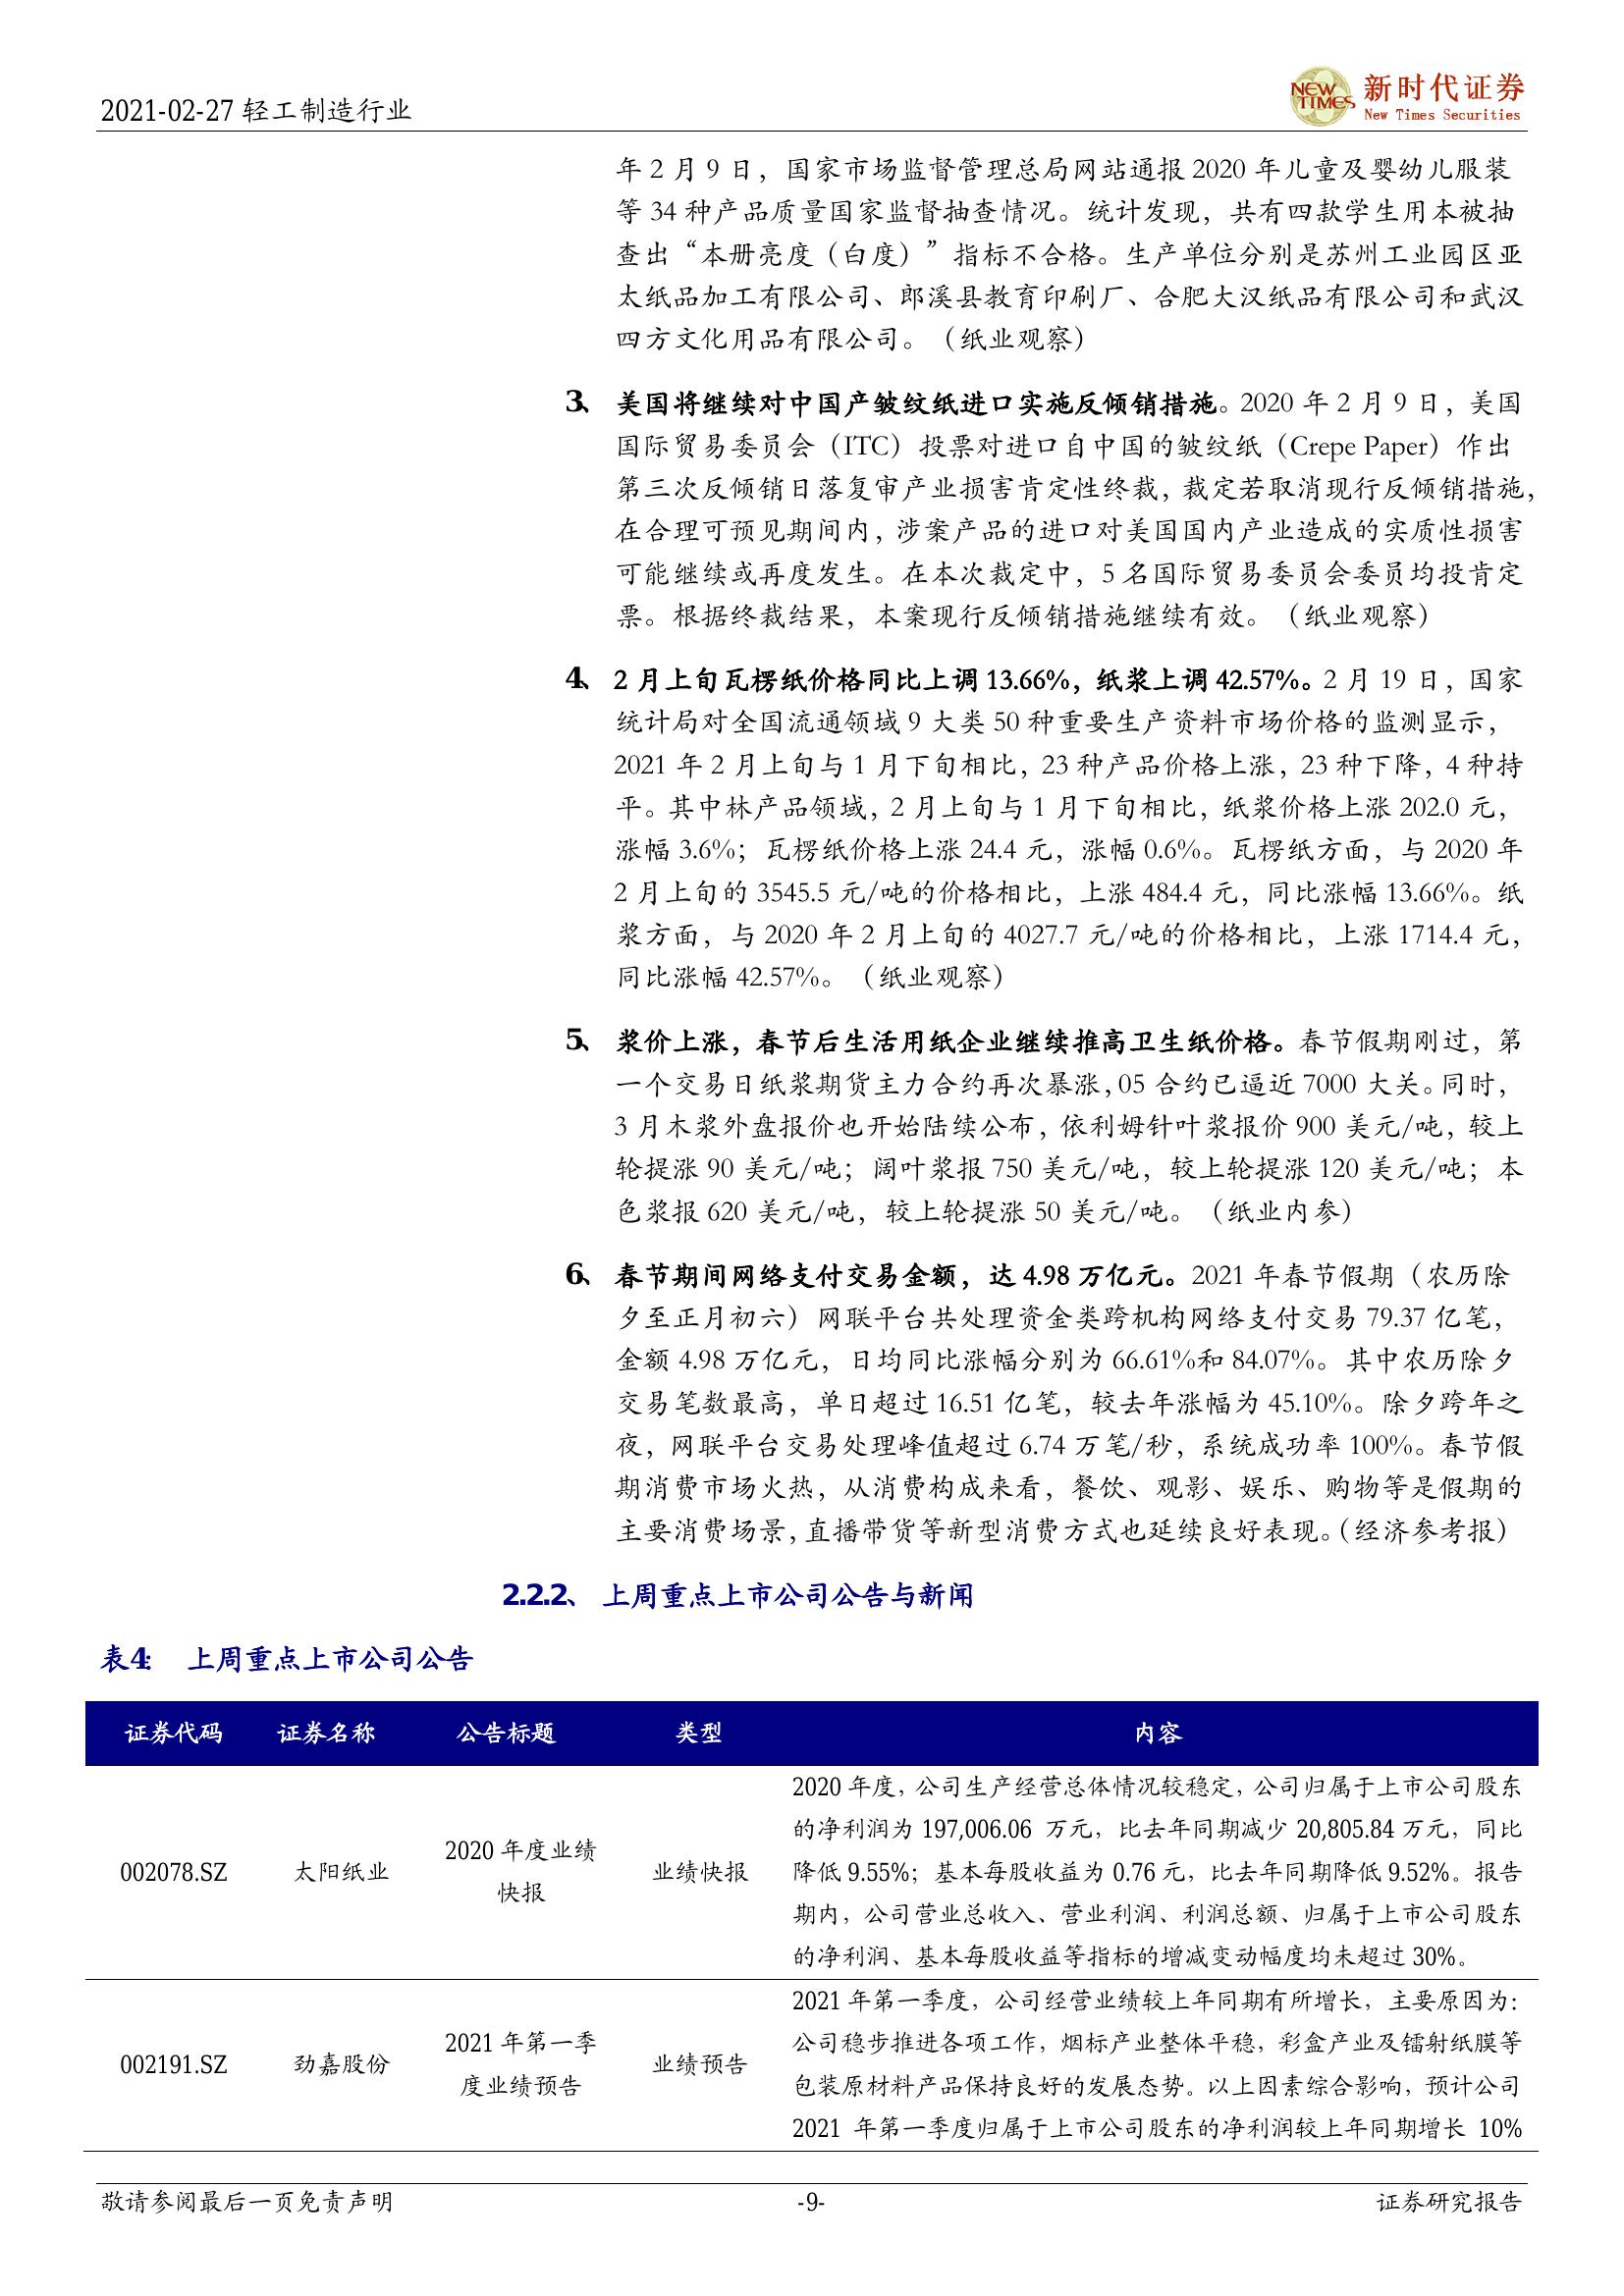 2021-02-27 轻工制造行业
NEW TIMES
新时代证券
New Times Securities
年 2 月 9 日，国家市场监督管理总局网站通报 2020 年儿童及婴幼儿服装
等 34 种产品质量国家监督抽查情况。统计发现，共有四款学生用本被抽
查出“本册亮度（白度）”指标不合格。生产单位分别是苏州工业园区亚
太纸品加工有限公司、郎溪县教育印刷厂、合肥大汉纸品有限公司和武汉
四方文化用品有限公司。（纸业观察）
3、 美国将继续对中国产皱纹纸进口实施反倾销措施。2020 年 2 月 9 日，美国
国际贸易委员会（ITC）投票对进口自中国的皱纹纸（Crepe Paper）作出
第三次反倾销日落复审产业损害肯定性终裁，裁定若取消现行反倾销措施，
在合理可预见期间内，涉案产品的进口对美国国内产业造成的实质性损害
可能继续或再度发生。在本次裁定中，5 名国际贸易委员会委员均投肯定
票。根据终裁结果，本案现行反倾销措施继续有效。（纸业观察）
4、 2 月上旬瓦楞纸价格同比上调 13.66%，纸浆上调 42.57%。2 月 19 日，国家
统计局对全国流通领域 9 大类 50 种重要生产资料市场价格的监测显示，
2021 年 2 月上旬与 1 月下旬相比，23 种产品价格上涨，23 种下降，4 种持
平。其中林产品领域，2 月上旬与 1 月下旬相比，纸浆价格上涨 202.0 元，
涨幅 3.6%；瓦楞纸价格上涨 24.4 元，涨幅 0.6%。瓦楞纸方面，与 2020 年
2 月上旬的 3545.5 元/吨的价格相比，上涨 484.4 元，同比涨幅 13.66%。纸
浆方面，与 2020 年 2 月上旬的 4027.7 元/吨的价格相比，上涨 1714.4 元，
同比涨幅 42.57%。（纸业观察）
5、 浆价上涨，春节后生活用纸企业继续推高卫生纸价格。春节假期刚过，第
一个交易日纸浆期货主力合约再次暴涨，05 合约已逼近 7000 大关。同时，
3 月木浆外盘报价也开始陆续公布，依利姆针叶浆报价 900 美元/吨，较上
轮提涨 90 美元/吨；阔叶浆报 750 美元/吨，较上轮提涨 120 美元/吨；本
色浆报 620 美元/吨，较上轮提涨 50 美元/吨。（纸业内参）
6、 春节期间网络支付交易金额，达 4.98 万亿元。2021 年春节假期（农历除
夕至正月初六）网联平台共处理资金类跨机构网络支付交易 79.37 亿笔，
金额 4.98 万亿元，日均同比涨幅分别为 66.61%和 84.07%。其中农历除夕
交易笔数最高，单日超过 16.51 亿笔，较去年涨幅为 45.10%。除夕跨年之
夜，网联平台交易处理峰值超过 6.74 万笔/秒，系统成功率 100%。春节假
期消费市场火热，从消费构成来看，餐饮、观影、娱乐、购物等是假期的
主要消费场景，直播带货等新型消费方式也延续良好表现。（经济参考报）
2.2.2、 上周重点上市公司公告与新闻
表4： 上周重点上市公司公告
证券代码 证券名称 公告标题 类型 内容
002078.SZ 太阳纸业 2020 年度业绩
快报 业绩快报
2020 年度，公司生产经营总体情况较稳定，公司归属于上市公司股东
的净利润为 197,006.06 万元，比去年同期减少 20,805.84 万元，同比
降低 9.55%；基本每股收益为 0.76 元，比去年同期降低 9.52%。报告
期内，公司营业总收入、营业利润、利润总额、归属于上市公司股东
的净利润、基本每股收益等指标的增减变动幅度均未超过 30%。
002191.SZ 劲嘉股份 2021 年第一季
度业绩预告 业绩预告
2021 年第一季度，公司经营业绩较上年同期有所增长，主要原因为：
公司稳步推进各项工作，烟标产业整体平稳，彩盒产业及镭射纸膜等
包装原材料产品保持良好的发展态势。以上因素综合影响，预计公司
2021 年第一季度归属于上市公司股东的净利润较上年同期增长 10%
敬请参阅最后一页免责声明 -9- 证券研究报告